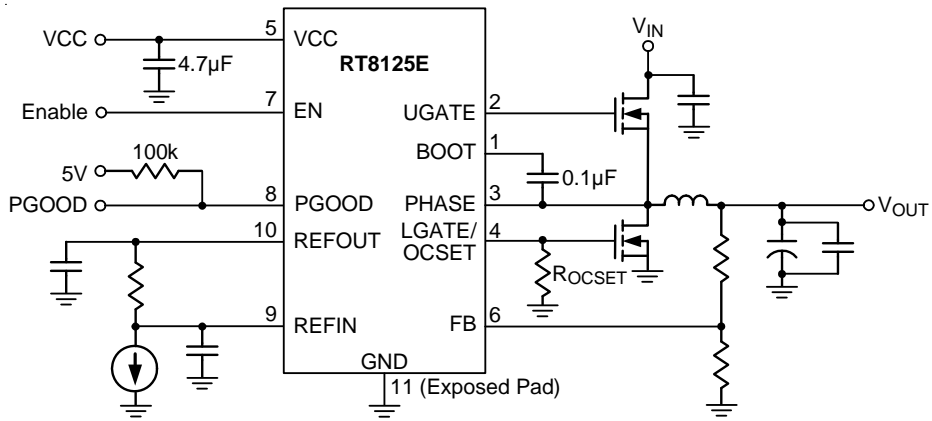 VCC
5
VCC
4.7µF
RT8125E
VIN
Enable
7
EN
UGATE
2
BOOT
1
0.1µF
100k
5V
PGOOD
8
PGOOD
PHASE
3
VOUT
10
REFOUT
LGATE/
OCSET
4
ROCSET
9
REFIN
FB
6
GND
11 (Exposed Pad)